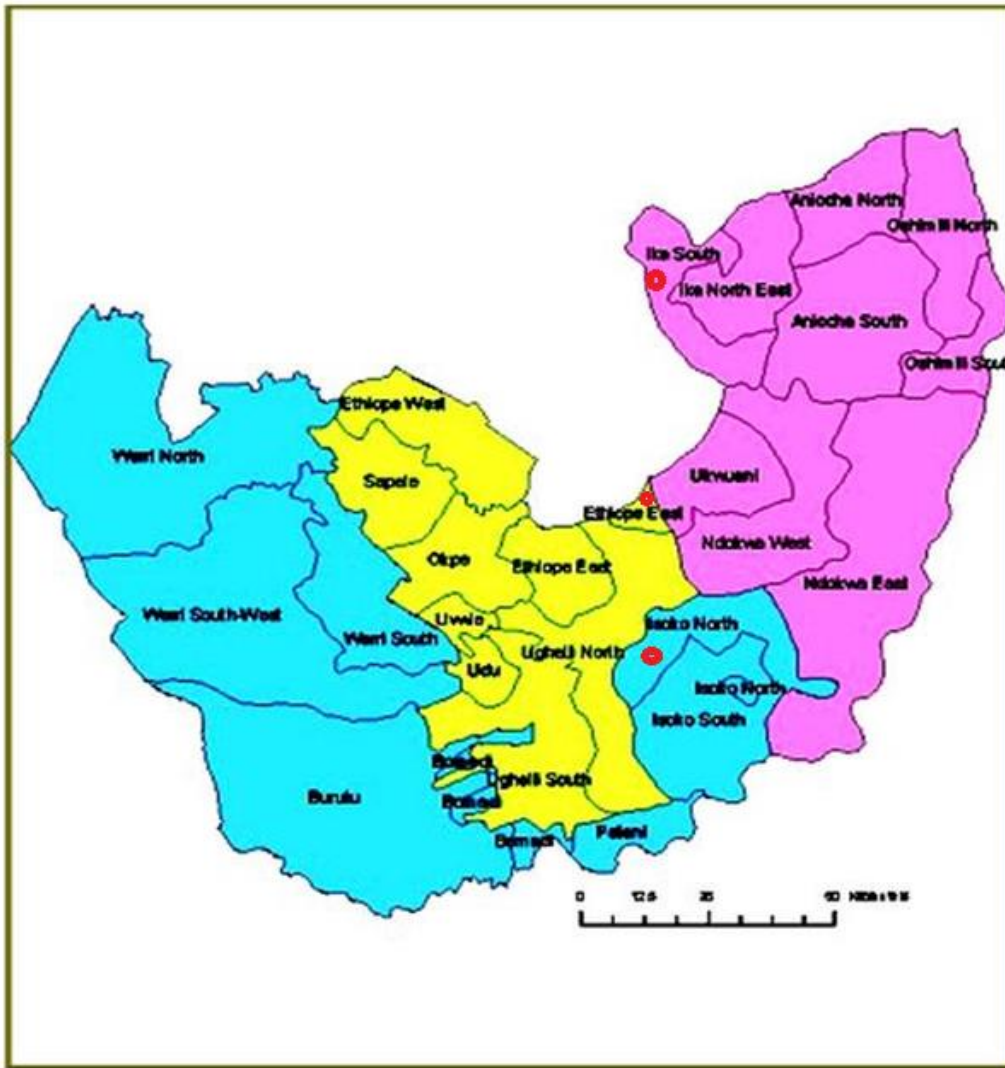 Aniocha North
Oshimili North
Ika South
Ika North East
Aniocha South
Oshimili Sout
Ethiope West
Warri North
Sapele
Ukwuani
Ethiope East
Ndokwa West
Okpe
Ethiope East
Ndokwa East
Warri South-West
Uvwie
Isoko North
Warri South
Ughelli North
Udu
Isoko North
Isoko South
Bomadi
Ughelli South
Burutu
Bomadi
Bomadi
Patani
0 12.5 25 50